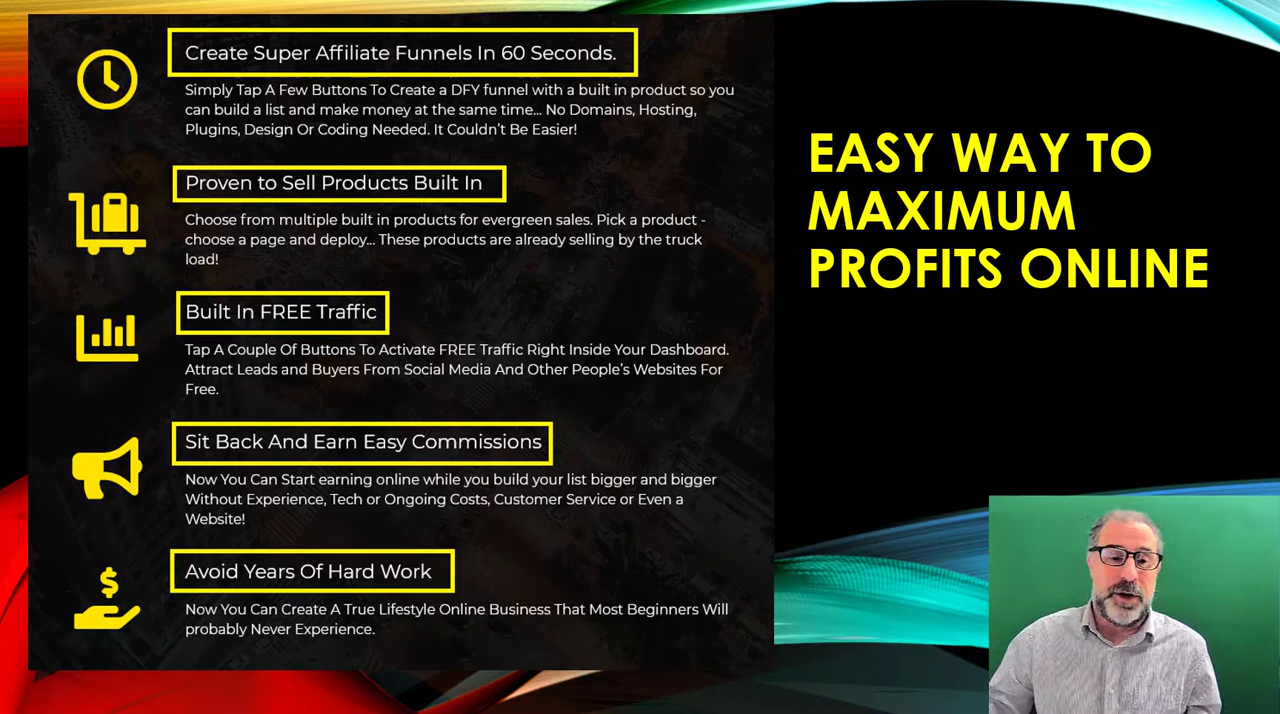 Create Super Affiliate Funnels In 60 Seconds.
Simply Tap A Few Buttons To Create a DFY funnel with a built in product so you
can build a list and make money at the same time... No Domains, Hosting,
Plugins, Design Or Coding Needed. It Couldn't Be Easier!
Proven to Sell Products Built In
Choose from multiple built in products for evergreen sales. Pick a product -
choose a page and deploy... These products are already selling by the truck
load!
Built In FREE Traffic
Tap A Couple Of Buttons To Activate FREE Traffic Right Inside Your Dashboard.
Attract Leads and Buyers From Social Media And Other People's Websites For
Free.
Sit Back And Earn Easy Commissions
Now You Can Start earning online while you build your list bigger and bigger
Without Experience, Tech or Ongoing Costs, Customer Service or Even a
Website!
$
Avoid Years Of Hard Work
Now You Can Create A True Lifestyle Online Business That Most Beginners Will
probably Never Experience.
EASY WAY TO
MAXIMUM
PROFITS ONLINE